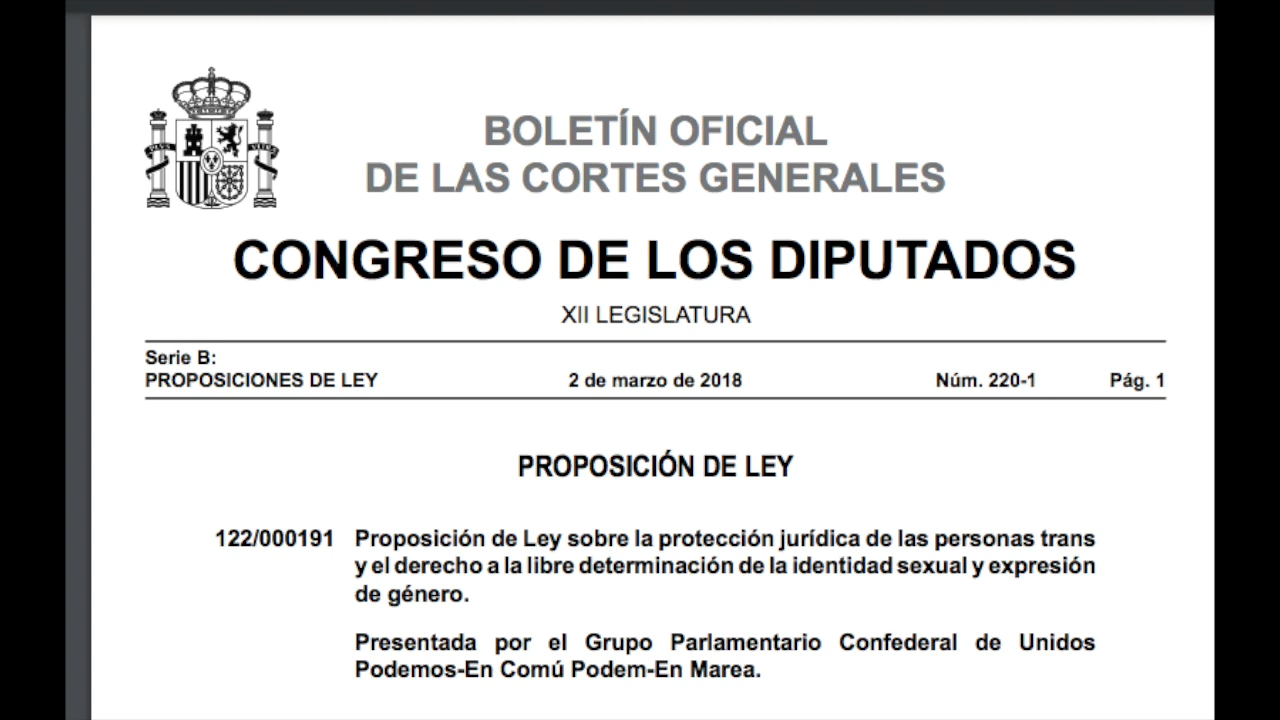 BOLETÍN OFICIAL
DE LAS CORTES GENERALES
CONGRESO DE LOS DIPUTADOS
XII LEGISLATURA
Serie B:
PROPOSICIONES DE LEY 2 de marzo de 2018 Núm. 220-1 Pág. 1
PROPOSICIÓN DE LEY
122/000191 Proposición de Ley sobre la protección jurídica de las personas trans
y el derecho a la libre determinación de la identidad sexual y expresión
de género.
Presentada por el Grupo Parlamentario Confederal de Unidos
Podemos-En Comú Podem-En Marea.